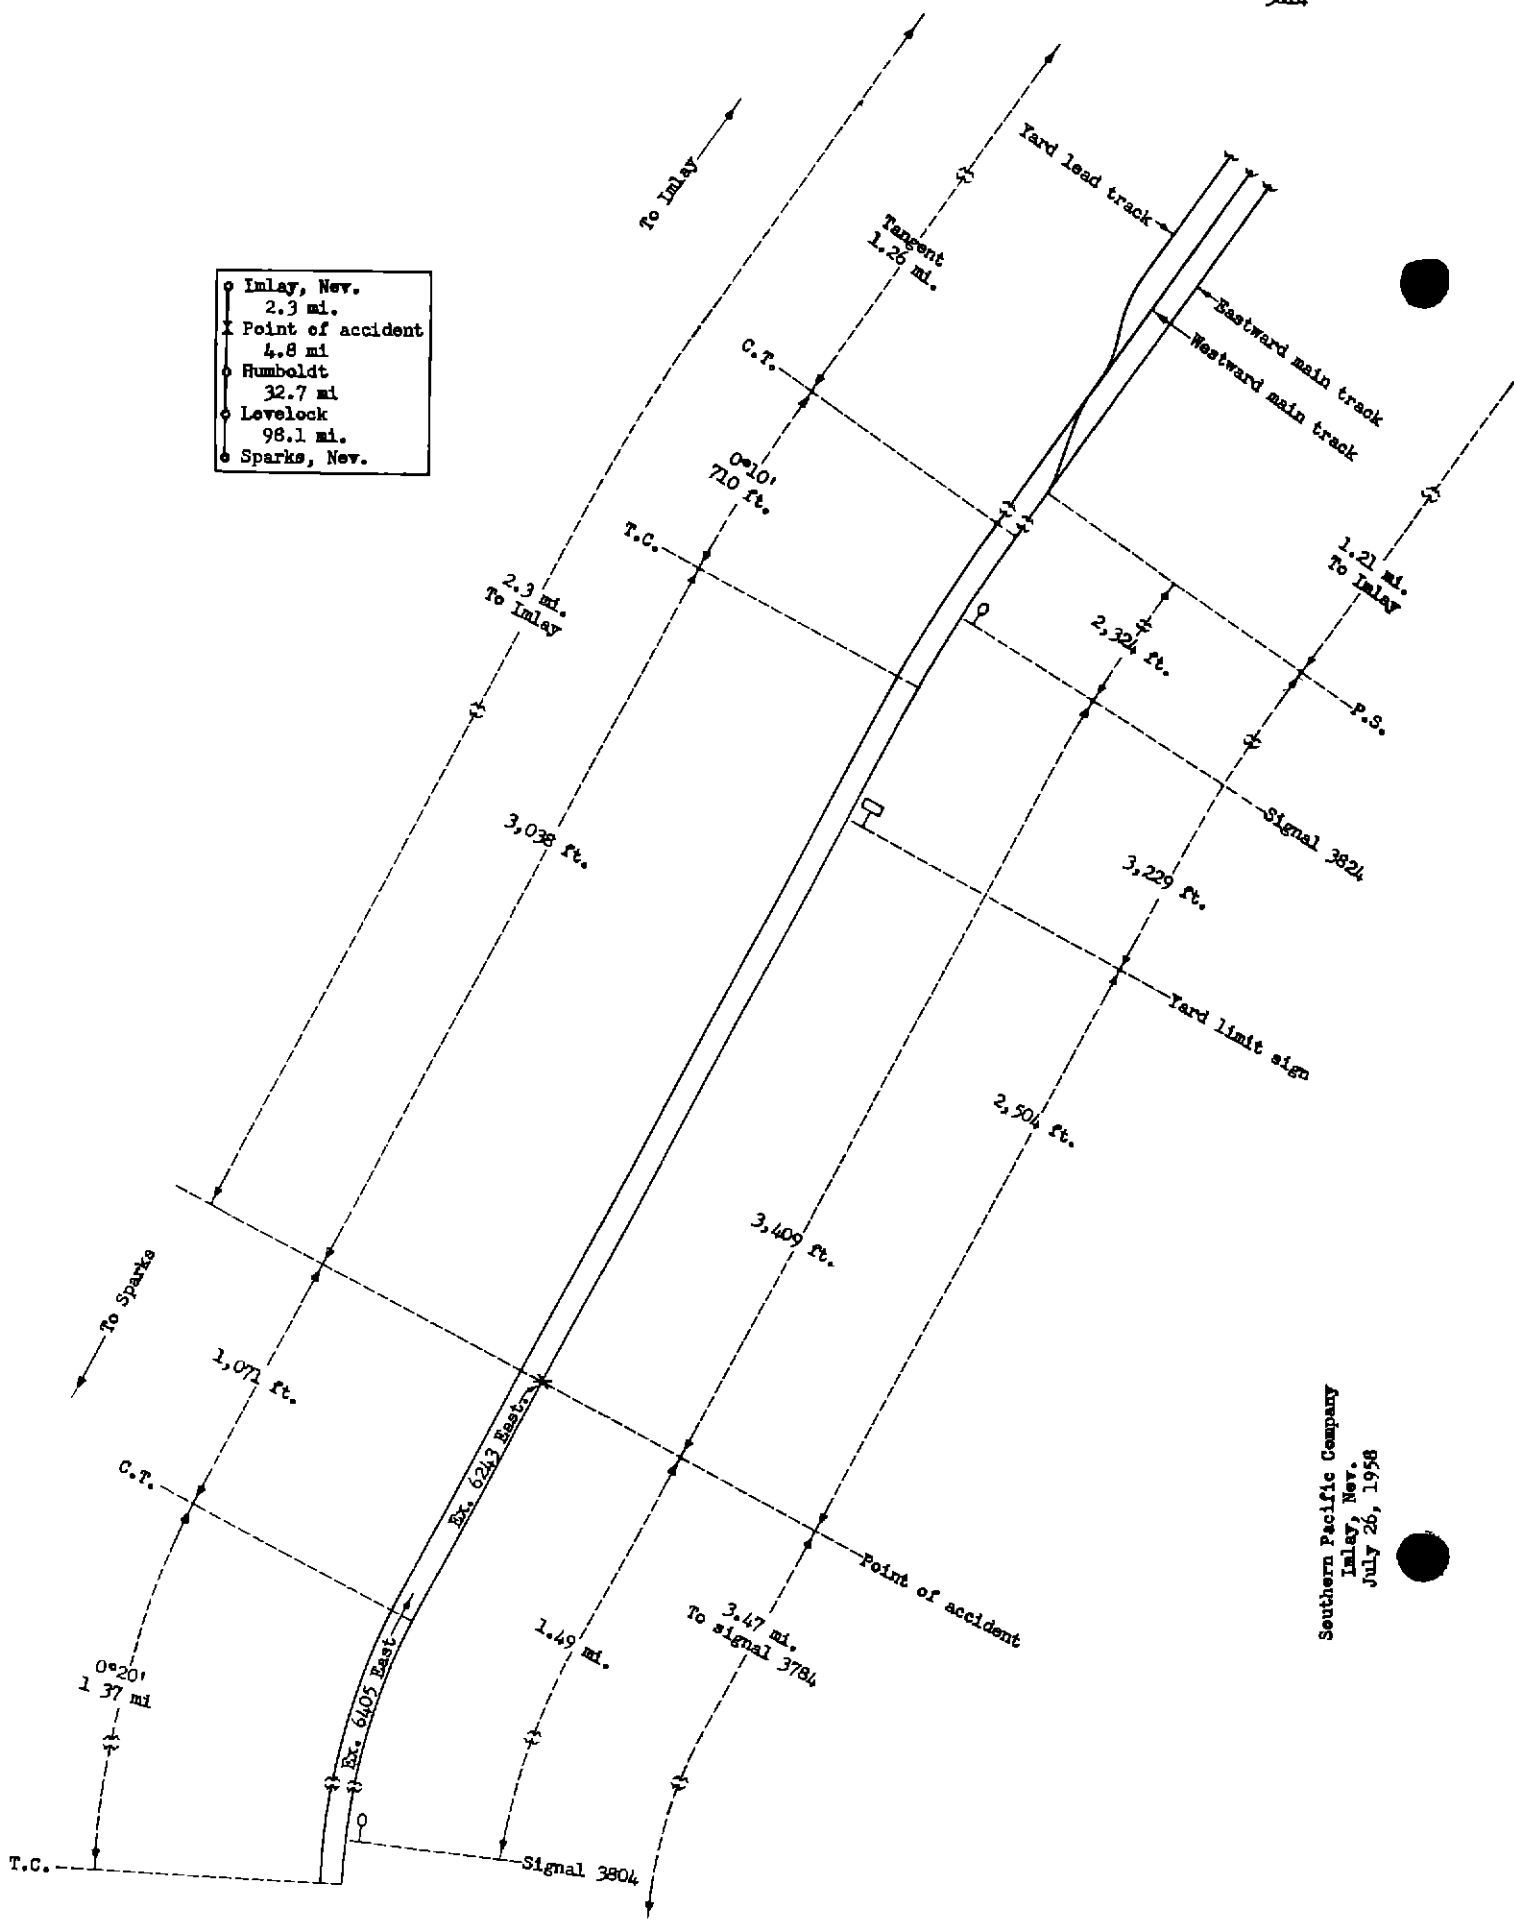 To Imlay
Yard lead track
Tangent
1.26 mi.
Imlay, Nev.
2.3 mi.
Point of accident
4.8 mi
Humboldt
32.7 mi
Lovelock
98.1 mi.
Sparks, Nev.
Eastward main track
Westward main track
C.T.
0°10'
710 ft.
T.C.
2.3 mi.
To Imlay
1.21 mi.
To Imlay
2,324 ft.
P.S.
Signal 3824
3,038 ft.
3,229 ft.
Yard limit sign
2,504 ft.
3,409 ft.
To Sparks
1,071 ft.
Ex. 6243 East
C.T.
Point of accident
1.49 mi.
3.47 mi.
To signal 3784
0°20'
1 37 mi
Ex. 6405 East
T.C.
Signal 3804
Southern Pacific Company
Imlay, Nev.
July 26, 1958